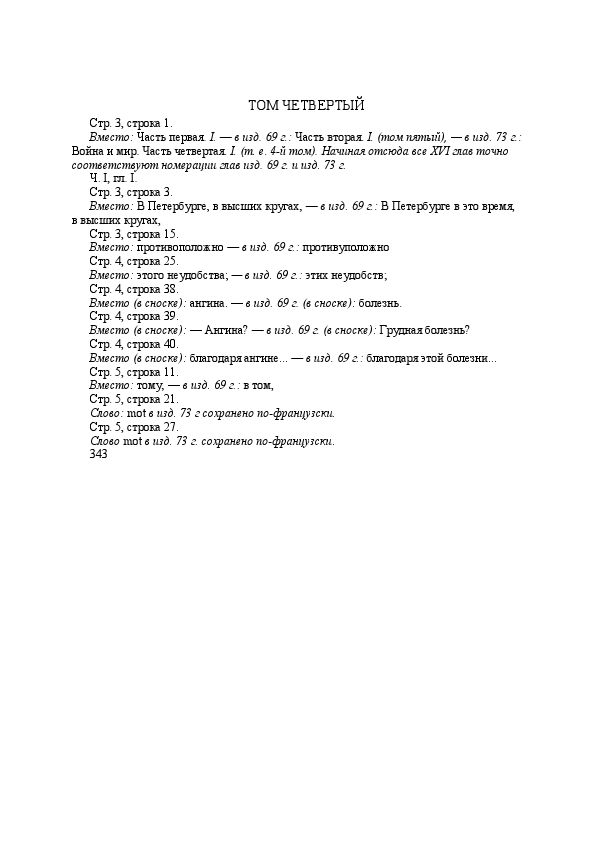 ТОМ ЧЕТВЕРТЫЙ
Стр. 3, строка 1.
Вместо: Часть первая. I. — в изд. 69 г.: Часть вторая. I. (том пятый), — в изд. 73 г.:
Война и мир. Часть четвертая. I. (т. е. 4-й том). Начиная отсюда все XVI глав точно
соответствуют номерации глав изд. 69 г. и изд. 73 г.
Ч. I, гл. I.
Стр. 3, строка 3.
Вместо: В Петербурге, в высших кругах, — в изд. 69 г.: В Петербурге в это время,
в высших кругах,
Стр. 3, строка 15.
Вместо: противоположно — в изд. 69 г.: противуположно
Стр. 4, строка 25.
Вместо: этого неудобства; — в изд. 69 г.: этих неудобств;
Стр. 4, строка 38.
Вместо (в сноске): ангина. — в изд. 69 г. (в сноске): болезнь.
Стр. 4, строка 39.
Вместо (в сноске): — Ангина? — в изд. 69 г. (в сноске): Грудная болезнь?
Стр. 4, строка 40.
Вместо (в сноске): благодаря ангине... — в изд. 69 г.: благодаря этой болезни...
Стр. 5, строка 11.
Вместо: тому, — в изд. 69 г.: в том,
Стр. 5, строка 21.
Слово: mot в изд. 73 г сохранено по-французски.
Стр. 5, строка 27.
Слово mot в изд. 73 г. сохранено по-французски.
343